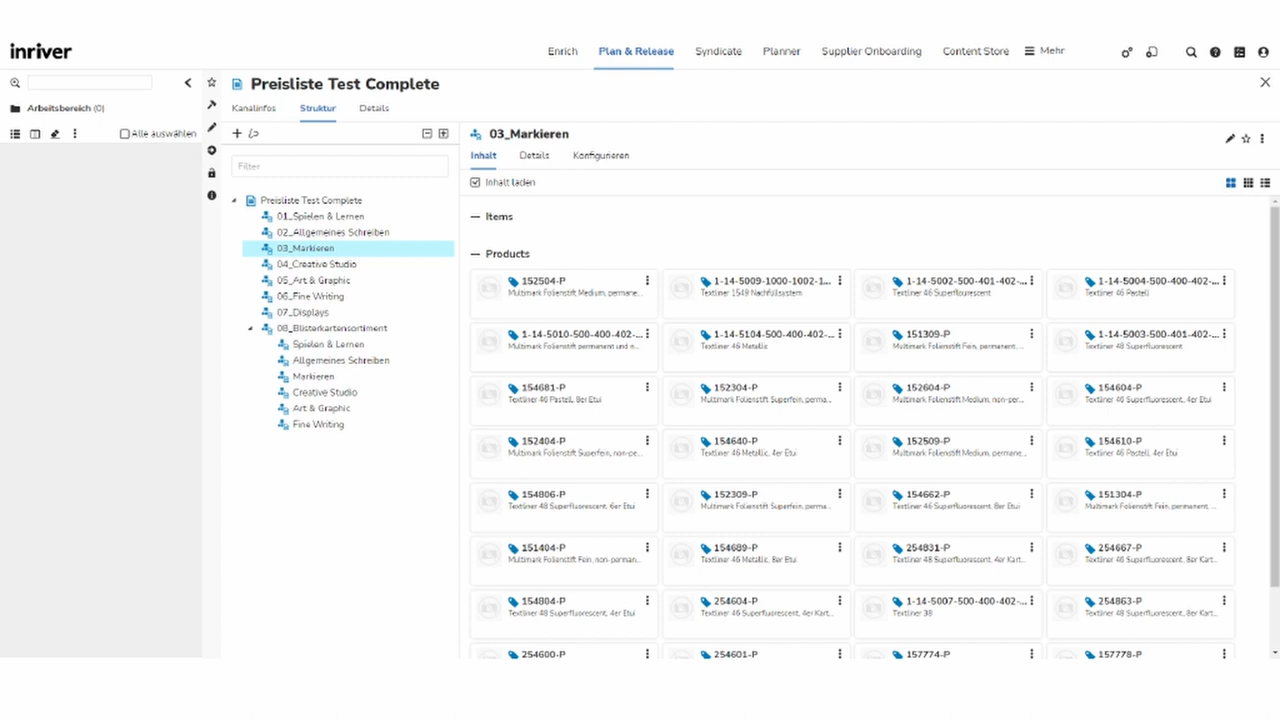 inriver
Enrich
Plan & Release
Syndicate
Planner
Supplier Onboarding
Content Store
Mehr
Arbeitsbereich (0)
Alle auswählen
Preisliste Test Complete
Kanalinfos
Struktur
Details
Filter
Preisliste Test Complete
01_Spielen & Lernen
02_Allgemeines Schreiben
03_Markieren
04_Creative Studio
05_Art & Graphic
06_Fine Writing
07_Displays
08_Blisterkartensortiment
Spielen & Lernen
Allgemeines Schreiben
Markieren
Creative Studio
Art & Graphic
Fine Writing
03_Markieren
Inhalt
Details
Konfigurieren
Inhalt laden
Items
Products
152504-P
Multimark Folienstift Medium, permane...
1-14-5009-1000-1002-1...
Textliner 1549 Nachfüllsystem
1-14-5002-500-401-402-...
Textliner 46 Superflourescent
1-14-5004-500-400-402-...
Textliner 46 Pastell
1-14-5010-500-400-402-...
Multimark Folienstift permanent und n...
1-14-5104-500-400-402-...
Textliner 46 Metallic
151309-P
Multimark Folienstift Fein, permanent,...
1-14-5003-500-401-402-...
Textliner 48 Superflourescent
154681-P
Textliner 46 Pastell, 8er Etui
152304-P
Multimark Folienstift Superfein, perma...
152604-P
Multimark Folienstift Medium, non-per...
154604-P
Textliner 46 Superfluorescent, 4er Etui
152404-P
Multimark Folienstift Superfein, non-pe...
154640-P
Textliner 46 Metallic, 4er Etui
152509-P
Multimark Folienstift Medium, permane...
154610-P
Textliner 46 Pastell, 4er Etui
154806-P
Textliner 48 Superfluorescent, 6er Etui
152309-P
Multimark Folienstift Superfein, perma...
154662-P
Textliner 46 Superfluorescent, 8er Etui
151304-P
Multimark Folienstift Fein, permanent, ...
151404-P
Multimark Folienstift Fein, non-perman...
154689-P
Textliner 46 Metallic, 8er Etui
254831-P
Textliner 48 Superfluorescent, 4er Kart...
254667-P
Textliner 46 Superfluorescent, 8er Kart...
154804-P
Textliner 48 Superfluorescent, 4er Etui
254604-P
Textliner 46 Superfluorescent, 4er Kart...
1-14-5007-500-400-402-...
Textliner 38
254863-P
Textliner 48 Superfluorescent, 8er Kart...
254600-P
254601-P
157774-P
157778-P